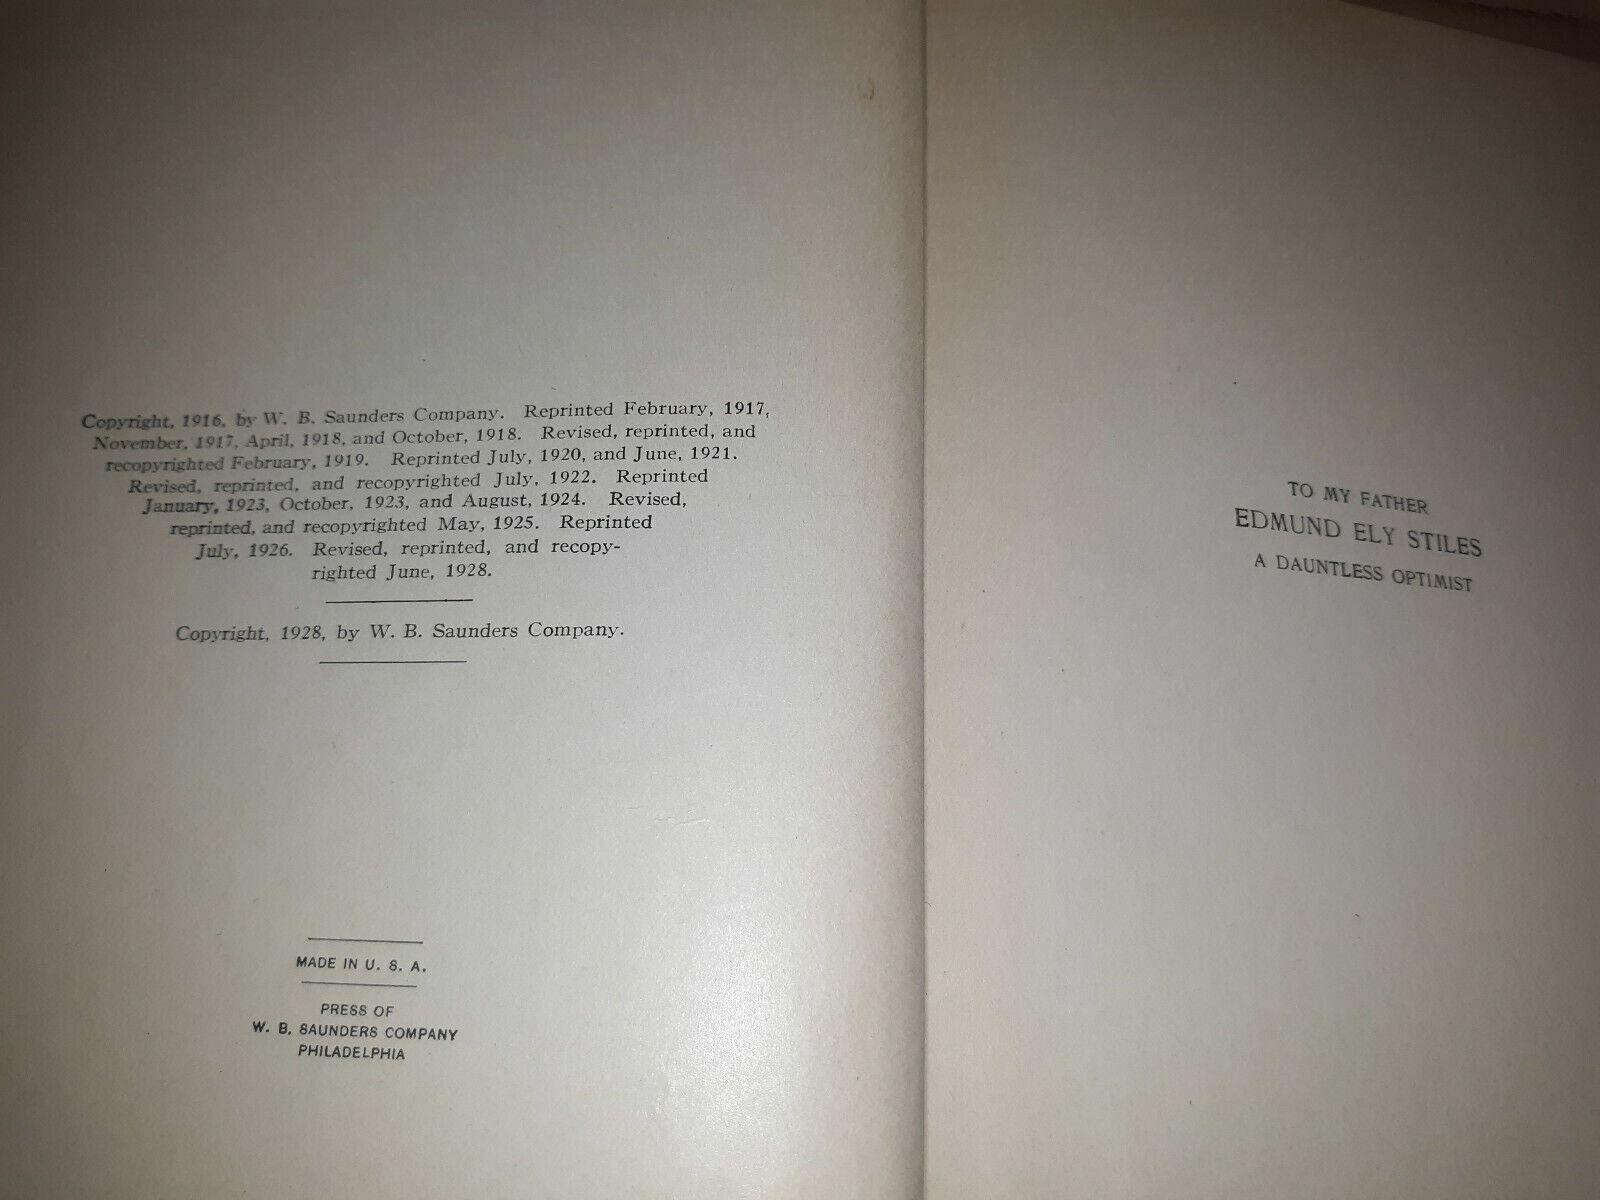 Copyright, 1916, by W. B. Saunders Company. Reprinted February, 1917,
November, 1917, April, 1918, and October, 1918. Revised, reprinted, and
recopyrighted February, 1919. Reprinted July, 1920, and June, 1921.
Revised, reprinted, and recopyrighted July, 1922. Reprinted
January, 1923, October, 1923, and August, 1924. Revised,
reprinted, and recopyrighted May, 1925. Reprinted
July, 1926. Revised, reprinted, and recopy-
righted June, 1928.
Copyright, 1928, by W. B. Saunders Company.
MADE IN U. S. A.
PRESS OF
W. B. SAUNDERS COMPANY
PHILADELPHIA
TO MY FATHER
EDMUND ELY STILES
A DAUNTLESS OPTIMIST